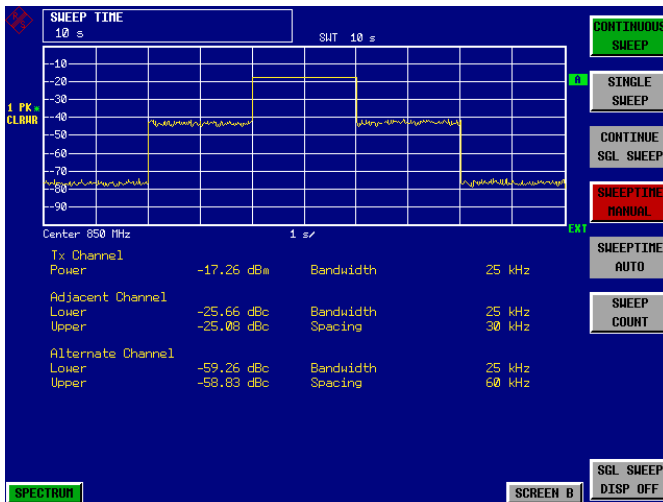 SWEEP TIME
10 s
SWT 10 s
CONTINUOUS
SWEEP
-10
-20
A
SINGLE
SWEEP
-30
1 PK*
CLRWR
-40
-50
CONTINUE
SGL SWEEP
-60
-70
-80
SWEEPTIME
MANUAL
-90
EXT
Center 850 MHz
1 s/
SWEEPTIME
AUTO
Tx Channel
Power -17.26 dBm Bandwidth 25 kHz
Adjacent Channel
Lower -25.66 dBc Bandwidth 25 kHz
Upper -25.08 dBc Spacing 30 kHz
SWEEP
COUNT
Alternate Channel
Lower -59.26 dBc Bandwidth 25 kHz
Upper -58.83 dBc Spacing 60 kHz
SGL SWEEP
DISP OFF
SPECTRUM
SCREEN B